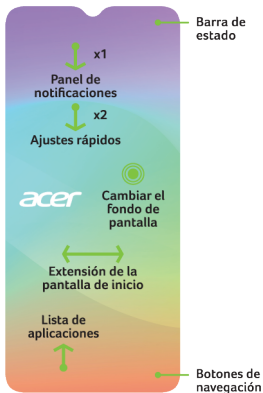 Barra de
estado
x1
Panel de
notificaciones
x2
Ajustes rápidos
acer
Cambiar el
fondo de
pantalla
Extensión de la
pantalla de inicio
Lista de
aplicaciones
Botones de
navegación